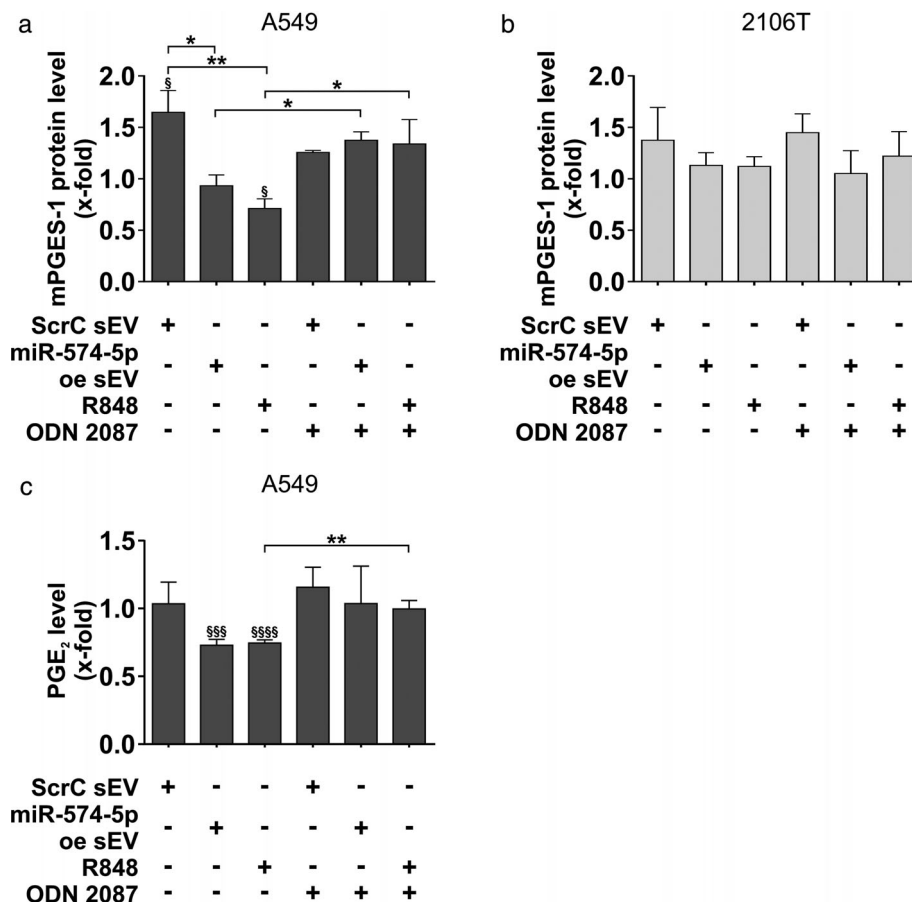 a
A549
mPGES-1 protein level
(x-fold)
2.0
1.5
1.0
0.5
0.0
*
**
*
*
§
§
ScrC sEV + - - + - -
miR-574-5p
oe sEV - + - - + -
R848 - - + - - +
ODN 2087 - - - + + +
b
2106T
mPGES-1 protein level
(x-fold)
2.0
1.5
1.0
0.5
0.0
ScrC sEV + - - + - -
miR-574-5p
oe sEV - + - - + -
R848 - - + - - +
ODN 2087 - - - + + +
c
A549
PGE₂ level
(x-fold)
1.5
1.0
0.5
0.0
**
§§§
§§§§
ScrC sEV + - - + - -
miR-574-5p
oe sEV - + - - + -
R848 - - + - - +
ODN 2087 - - - + + +